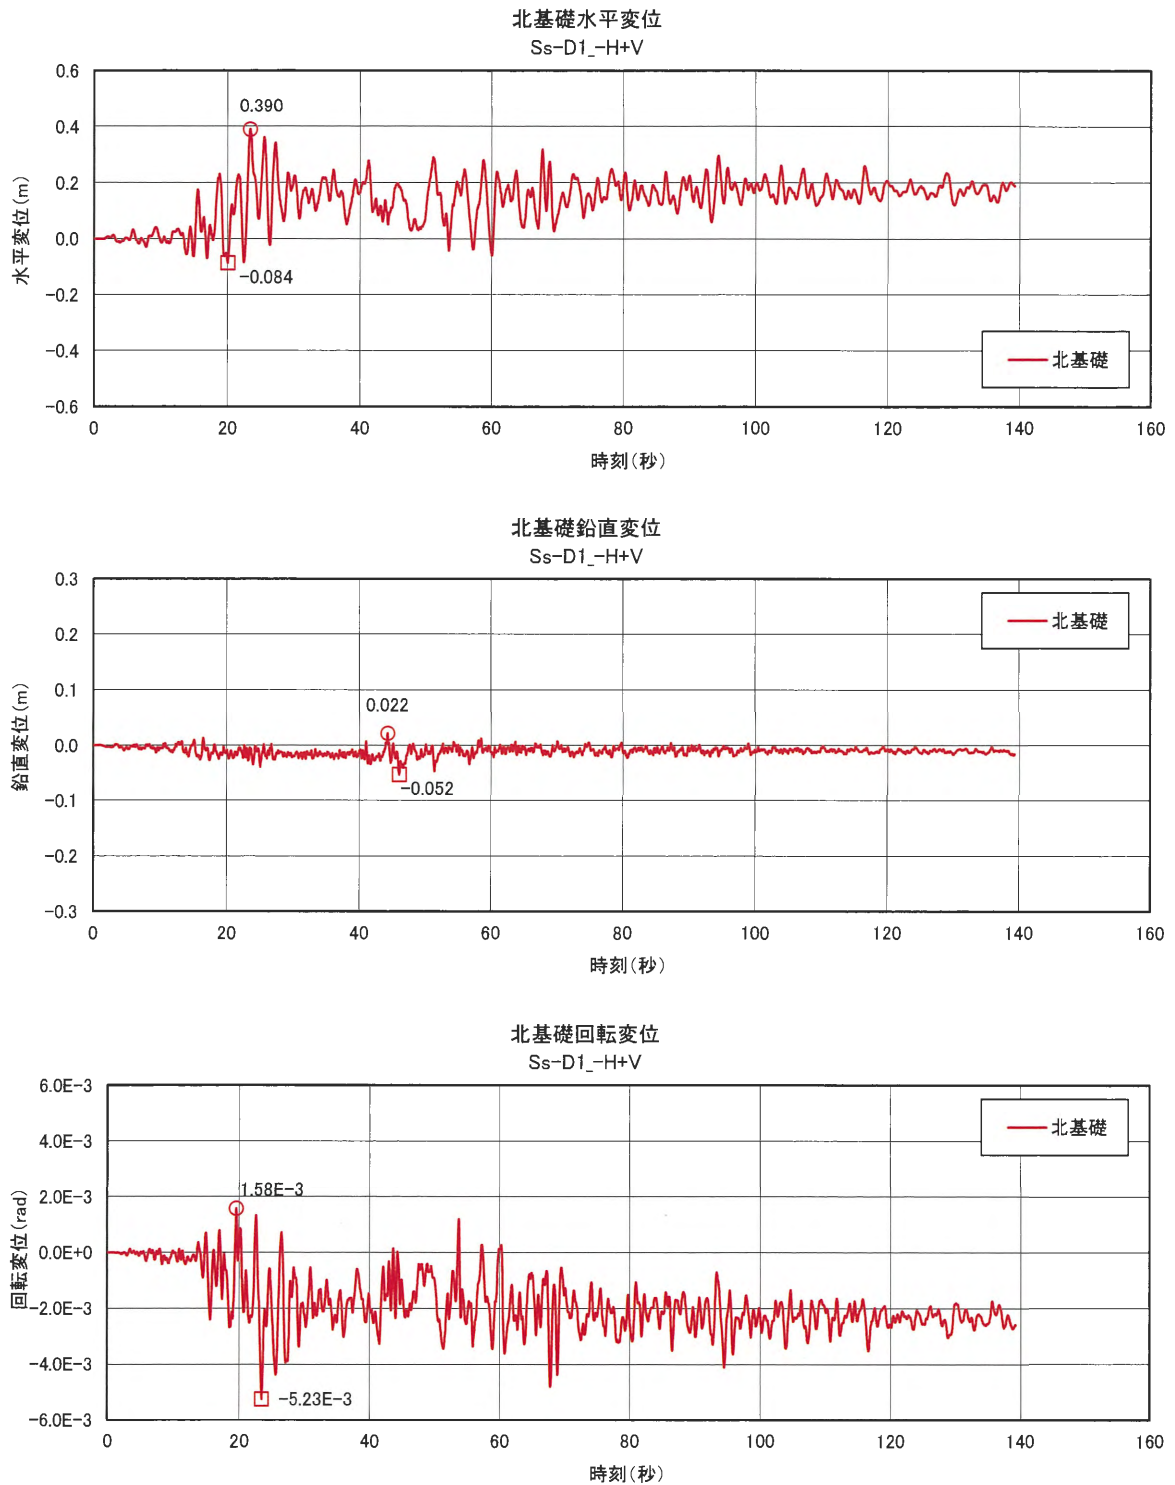 北基礎水平変位
Ss-D1_-H+V
0.6
0.4
0.2
0.0
-0.2
-0.4
-0.6
水平変位(m)
0.390
-0.084
北基礎
0 20 40 60 80 100 120 140 160
時刻(秒)
北基礎鉛直変位
Ss-D1_-H+V
0.3
0.2
0.1
0.0
-0.1
-0.2
-0.3
鉛直変位(m)
0.022
-0.052
北基礎
0 20 40 60 80 100 120 140 160
時刻(秒)
北基礎回転変位
Ss-D1_-H+V
6.0E-3
4.0E-3
2.0E-3
0.0E+0
-2.0E-3
-4.0E-3
-6.0E-3
回転変位(rad)
1.58E-3
-5.23E-3
北基礎
0 20 40 60 80 100 120 140 160
時刻(秒)